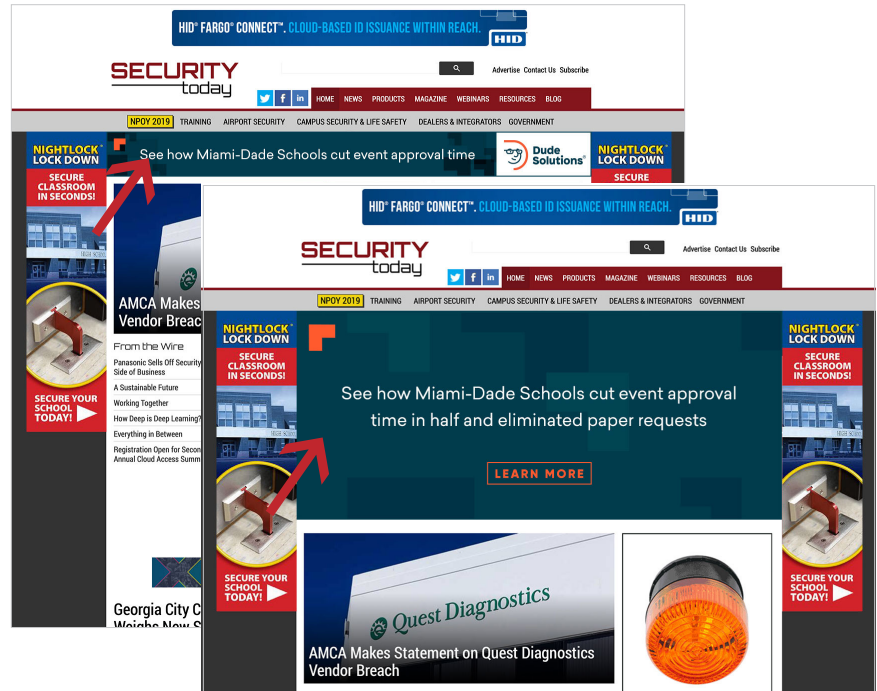 HID® FARGO® CONNECT™. CLOUD-BASED ID ISSUANCE WITHIN REACH.
HID
SECURITY
today
Advertise Contact Us Subscribe
HOME NEWS PRODUCTS MAGAZINE WEBINARS RESOURCES BLOG
NPOY 2019 TRAINING AIRPORT SECURITY CAMPUS SECURITY & LIFE SAFETY DEALERS & INTEGRATORS GOVERNMENT
NIGHTLOCK®
LOCK DOWN
SECURE
CLASSROOM
IN SECONDS!
HIGH SCHOOL
SECURE YOUR
SCHOOL
TODAY!
See how Miami-Dade Schools cut event approval time
Dude
Solutions®
NIGHTLOCK®
LOCK DOWN
SECURE
AMCA Makes
Vendor Breac
From the Wire
Panasonic Sells Off Security
Side of Business
A Sustainable Future
Working Together
How Deep is Deep Learning?
Everything in Between
Registration Open for Secon
Annual Cloud Access Summ
Georgia City C
Weighs New S
HID® FARGO® CONNECT™. CLOUD-BASED ID ISSUANCE WITHIN REACH.
HID
SECURITY
today
Advertise Contact Us Subscribe
HOME NEWS PRODUCTS MAGAZINE WEBINARS RESOURCES BLOG
NPOY 2019 TRAINING AIRPORT SECURITY CAMPUS SECURITY & LIFE SAFETY DEALERS & INTEGRATORS GOVERNMENT
NIGHTLOCK®
LOCK DOWN
SECURE
CLASSROOM
IN SECONDS!
HIGH SCHOOL
SECURE YOUR
SCHOOL
TODAY!
See how Miami-Dade Schools cut event approval
time in half and eliminated paper requests
LEARN MORE
NIGHTLOCK®
LOCK DOWN
SECURE
CLASSROOM
IN SECONDS!
HIGH SCHOOL
SECURE YOUR
SCHOOL
TODAY!
Quest Diagnostics
AMCA Makes Statement on Quest Diagnostics
Vendor Breach